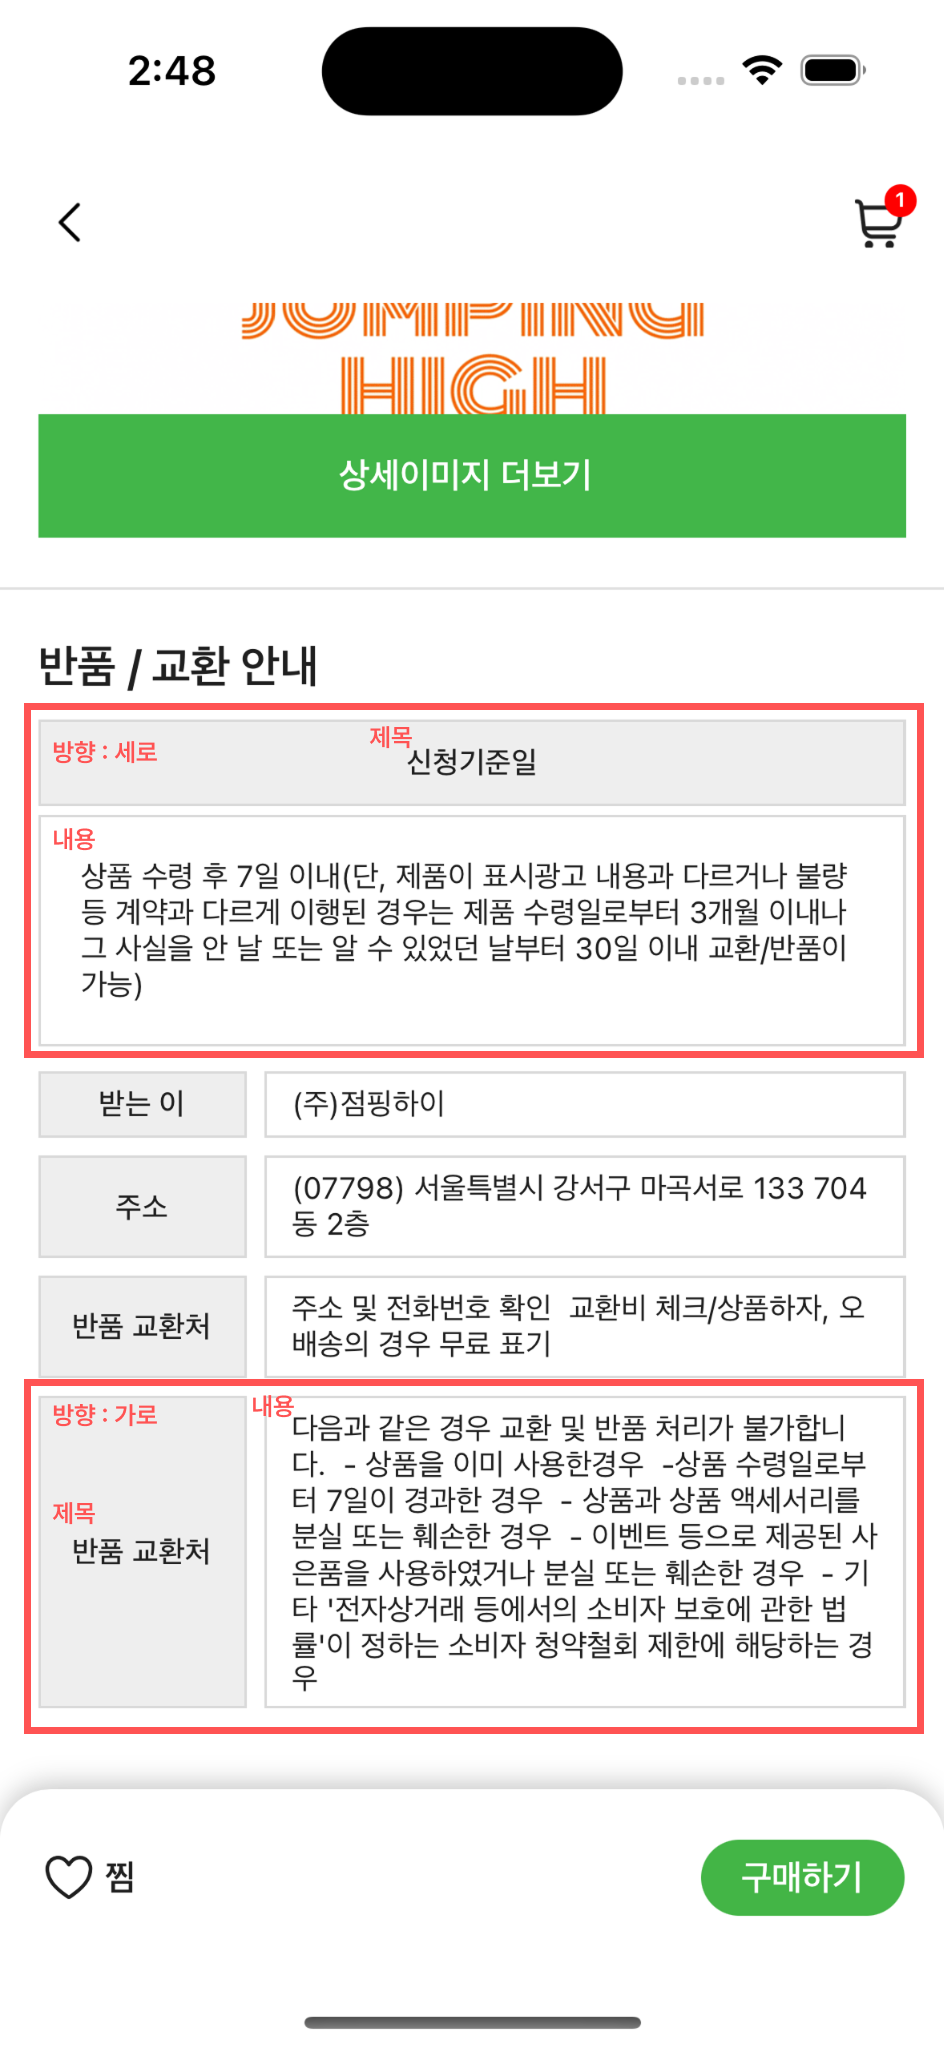 2:48
1
JUMPING
HIGH
상세이미지 더보기
반품 / 교환 안내
방향 : 세로
제목
신청기준일
내용
상품 수령 후 7일 이내(단, 제품이 표시광고 내용과 다르거나 불량
등 계약과 다르게 이행된 경우는 제품 수령일로부터 3개월 이내나
그 사실을 안 날 또는 알 수 있었던 날부터 30일 이내 교환/반품이
가능)
받는 이
(주)점핑하이
주소
(07798) 서울특별시 강서구 마곡서로 133 704
동 2층
반품 교환처
주소 및 전화번호 확인  교환비 체크/상품하자, 오
배송의 경우 무료 표기
방향 : 가로
제목
반품 교환처
내용
다음과 같은 경우 교환 및 반품 처리가 불가합니
다.  - 상품을 이미 사용한경우  -상품 수령일로부
터 7일이 경과한 경우  - 상품과 상품 액세서리를
분실 또는 훼손한 경우  - 이벤트 등으로 제공된 사
은품을 사용하였거나 분실 또는 훼손한 경우  - 기
타 '전자상거래 등에서의 소비자 보호에 관한 법
률'이 정하는 소비자 청약철회 제한에 해당하는 경
우
찜
구매하기